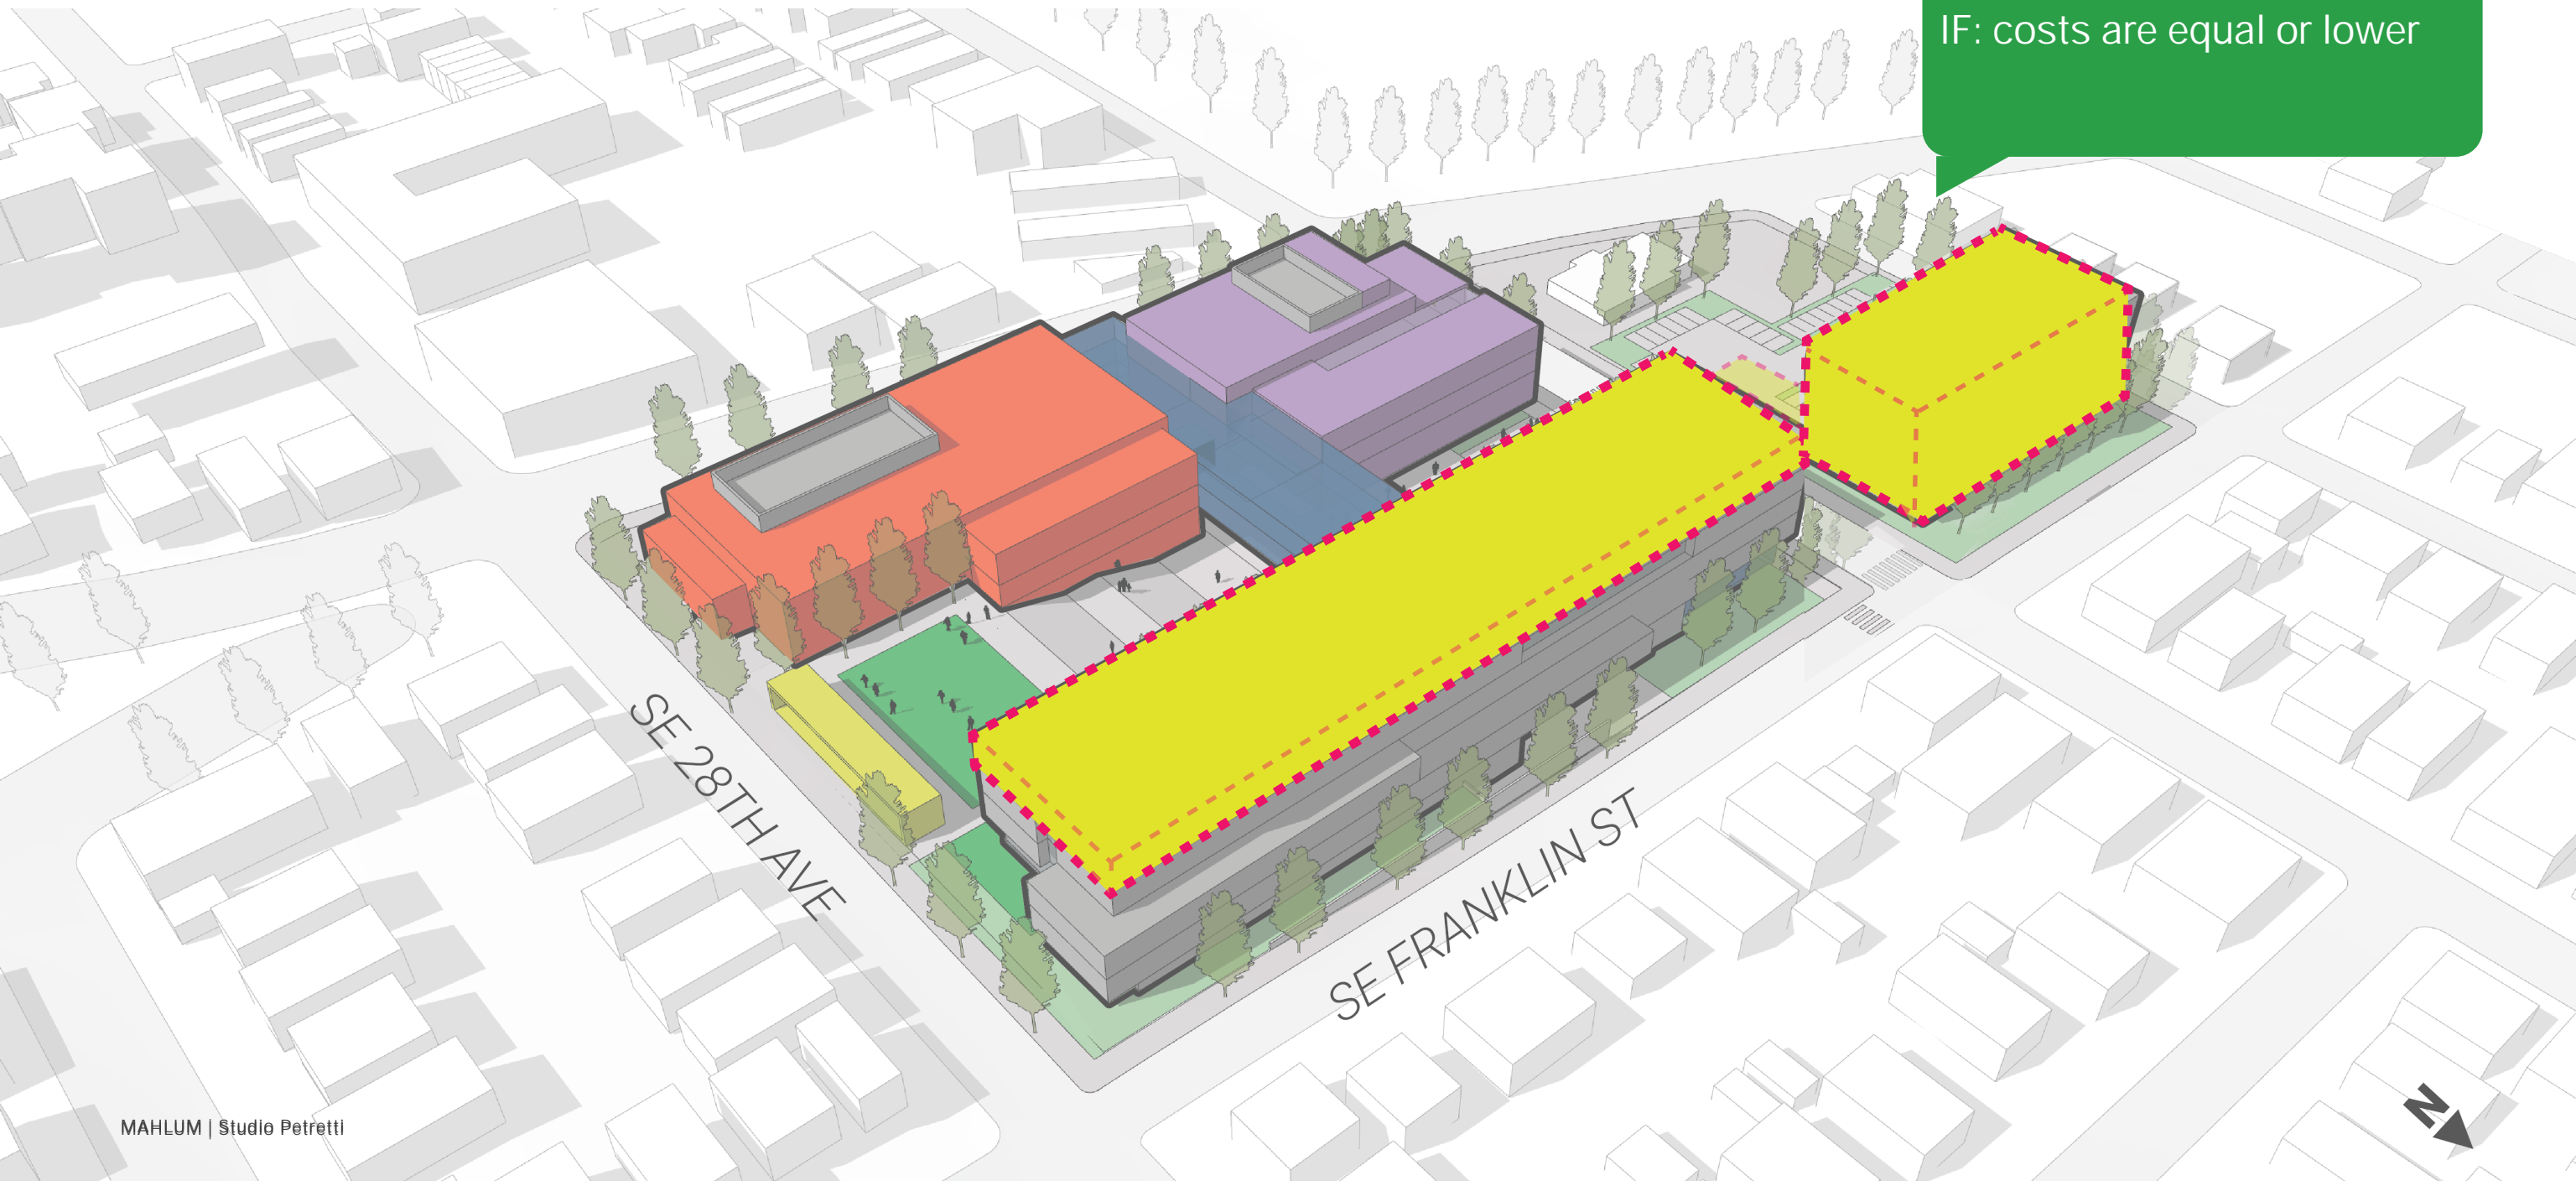 IF: costs are equal or lower
SE 28TH AVE
SE FRANKLIN ST
MAHLUM | Studio Petretti
N